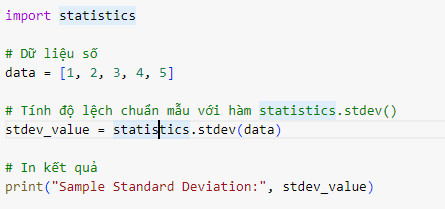 import statistics
# Dữ liệu số
data = [1, 2, 3, 4, 5]
# Tính độ lệch chuẩn mẫu với hàm statistics.stdev()
stdev_value = statistics.stdev(data)
# In kết quả
print("Sample Standard Deviation:", stdev_value)